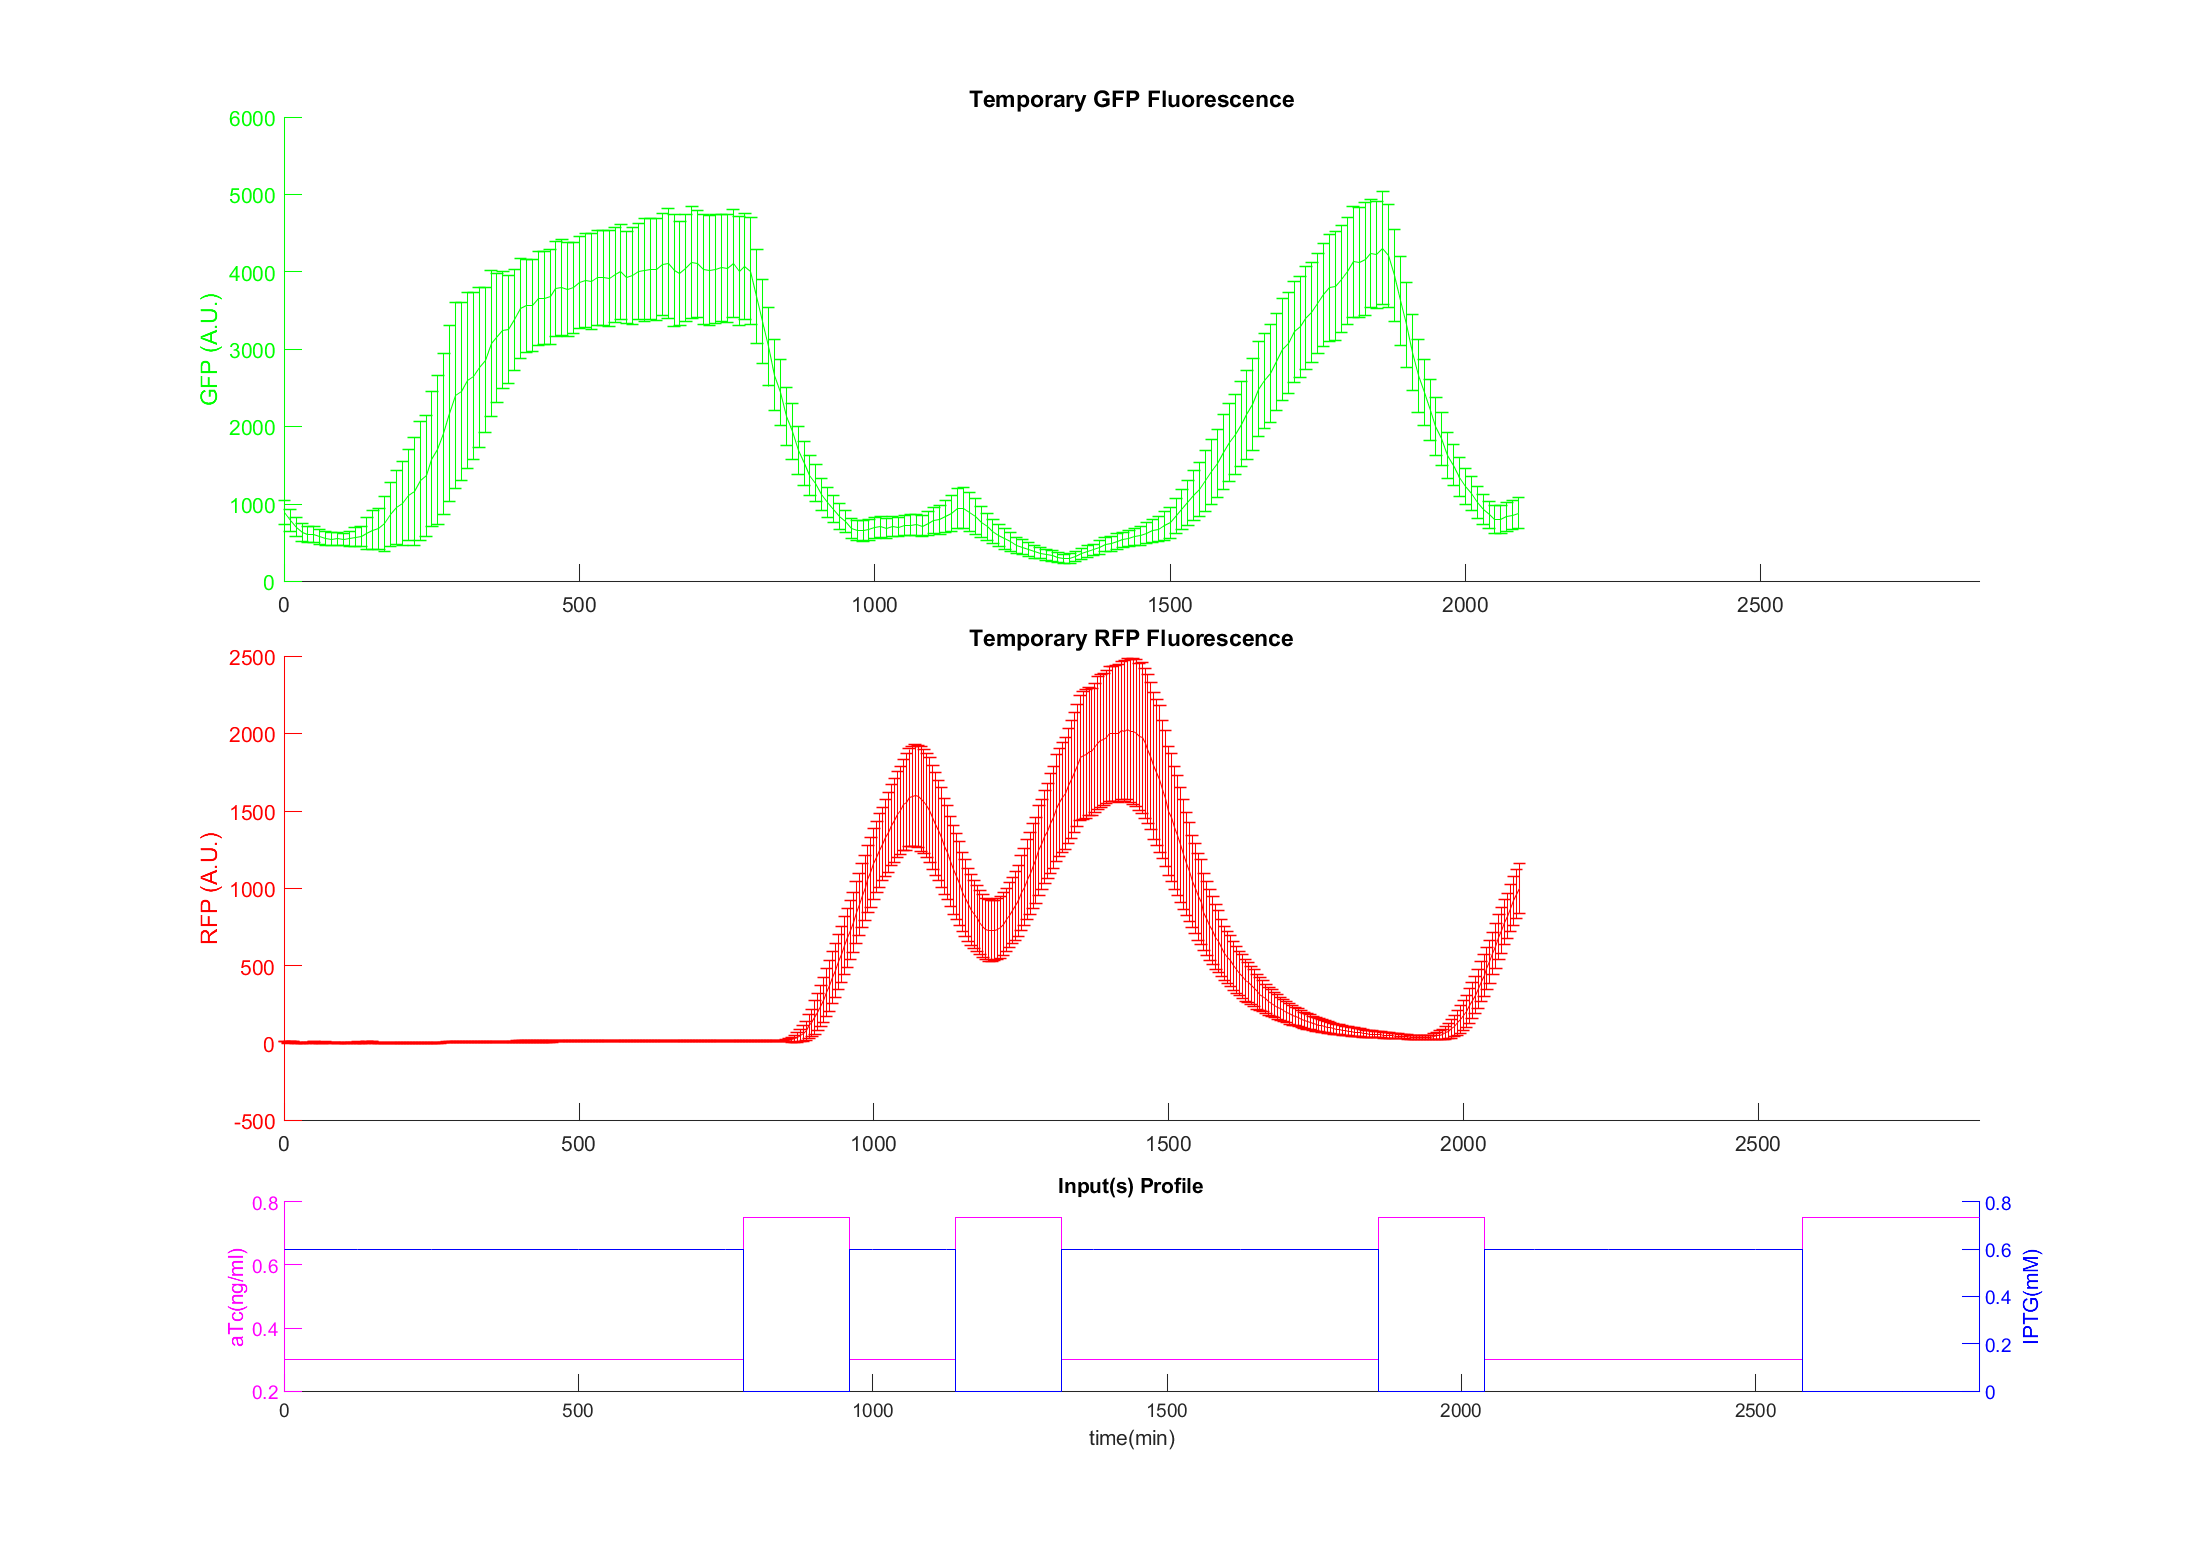 Temporary GFP Fluorescence
6000
5000
4000
3000
2000
1000
0
GFP (A.U.)
0 500 1000 1500 2000 2500
Temporary RFP Fluorescence
2500
2000
1500
1000
500
0
-500
RFP (A.U.)
0 500 1000 1500 2000 2500
Input(s) Profile
0.8
0.6
0.4
0.2
aTc(ng/ml)
0.8
0.6
0.4
0.2
0
IPTG(mM)
0 500 1000 1500 2000 2500
time(min)